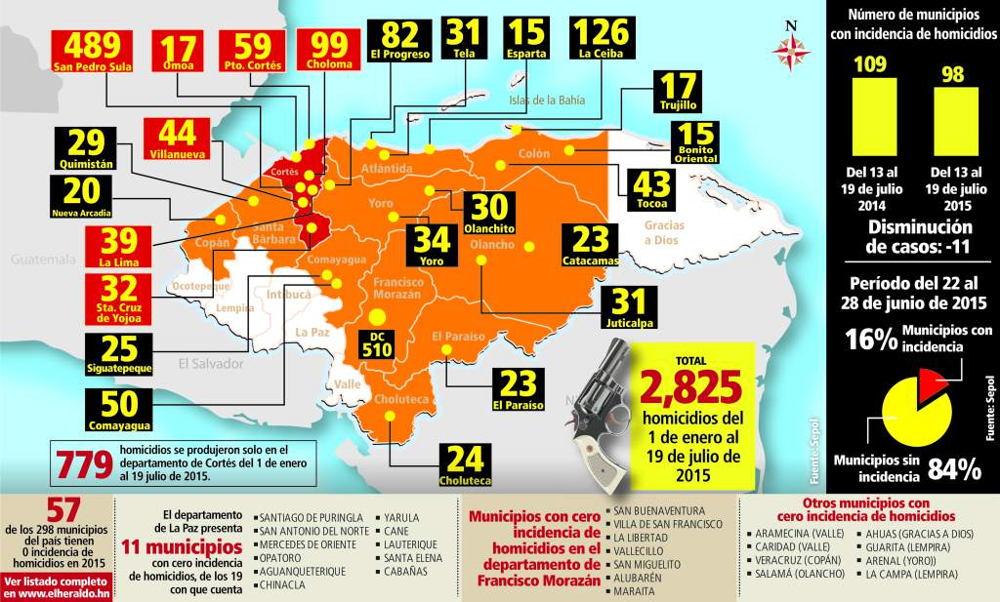 489
San Pedro Sula
17
Omoa
59
Pto. Cortés
99
Choloma
82
El Progreso
31
Tela
15
Esparta
126
La Ceiba
N
Islas de la Bahía
17
Trujillo
29
Quimistán
44
Villanueva
15
Bonito
Oriental
20
Nueva Arcadia
43
Tocoa
30
Olanchito
34
Yoro
23
Catacamas
39
La Lima
32
Sta. Cruz
de Yojoa
31
Juticalpa
25
Siguatepeque
50
Comayagua
DC
510
23
El Paraíso
24
Choluteca
Cortés
Atlántida
Colón
Yoro
Gracias
a Dios
Copán
Santa
Bárbara
Olancho
Comayagua
Guatemala
Ocotepeque
Lempira
Intibucá
Francisco
Morazán
La Paz
El Salvador
El Paraíso
Valle
Choluteca
N
TOTAL
2,825
homicidios del
1 de enero al
19 de julio de
2015
Fuente: Sepol
779
homicidios se produjeron solo en el
departamento de Cortés del 1 de enero
al 19 julio de 2015.
Número de municipios
con incidencia de homicidios
109
98
Del 13 al
19 de julio
2014
Del 13 al
19 de julio
2015
Disminución
de casos: -11
Período del 22 al
28 de junio de 2015
16% Municipios con
incidencia
Municipios sin
incidencia 84%
Fuente: Sepol
57
de los 298 municipios
del país tienen
0 incidencia de
homicidios en 2015
Ver listado completo
en www.elheraldo.hn
El departamento
de La Paz presenta
11 municipios
con cero incidencia
de homicidios, de los 19
con que cuenta
▪ SANTIAGO DE PURINGLA
▪ SAN ANTONIO DEL NORTE
▪ MERCEDES DE ORIENTE
▪ OPATORO
▪ AGUANQUETERIQUE
▪ CHINACLA
▪ YARULA
▪ CANE
▪ LAUTERIQUE
▪ SANTA ELENA
▪ CABAÑAS
Municipios con cero
incidencia de
homicidios en el
departamento de
Francisco Morazán
▪ SAN BUENAVENTURA
▪ VILLA DE SAN FRANCISCO
▪ LA LIBERTAD
▪ VALLECILLO
▪ SAN MIGUELITO
▪ ALUBARÉN
▪ MARAITA
Otros municipios con
cero incidencia de homicidios
▪ ARAMECINA (VALLE)
▪ CARIDAD (VALLE)
▪ VERACRUZ (COPÁN)
▪ SALAMÁ (OLANCHO)
▪ AHUAS (GRACIAS A DIOS)
▪ GUARITA (LEMPIRA)
▪ ARENAL (YORO))
▪ LA CAMPA (LEMPIRA)